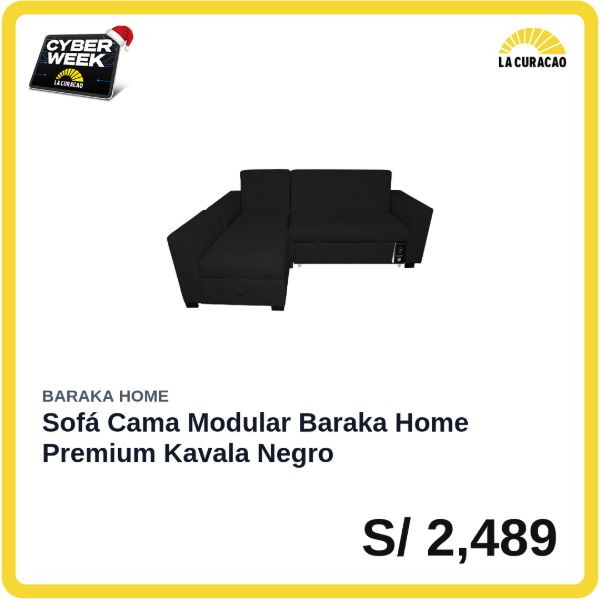 CYBER
WEEK
LA CURACAO
LA CURACAO
BARAKA HOME
Sofá Cama Modular Baraka Home
Premium Kavala Negro
S/ 2,489